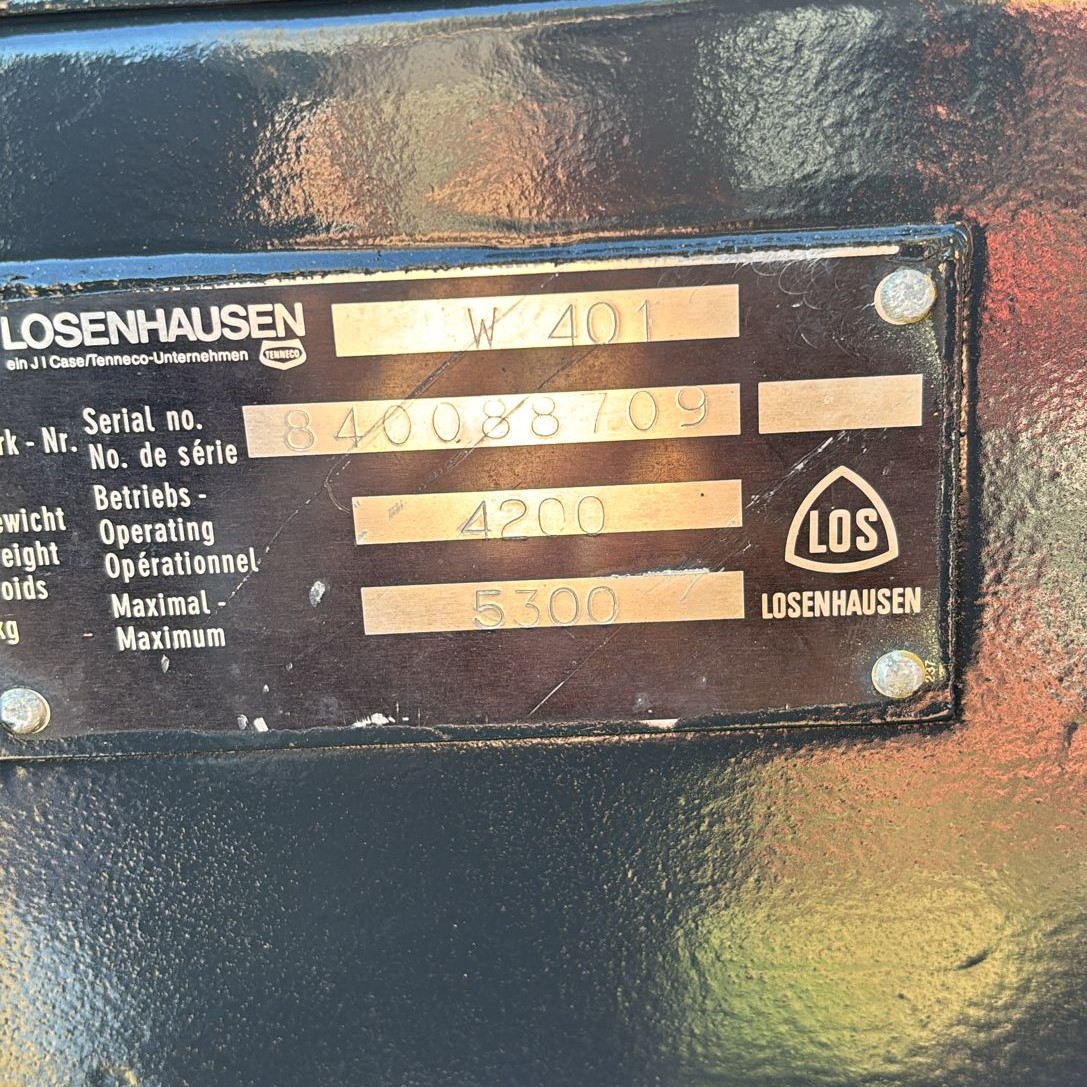 LOSENHAUSEN
ein J I Case/Tenneco-Unternehmen TENNECO
W 401
rk - Nr. Serial no.
No. de série
840088709
ewicht Betriebs -
eight Operating
oids Opérationnel
4200
kg Maximal -
Maximum
5300
LOS
LOSENHAUSEN
237